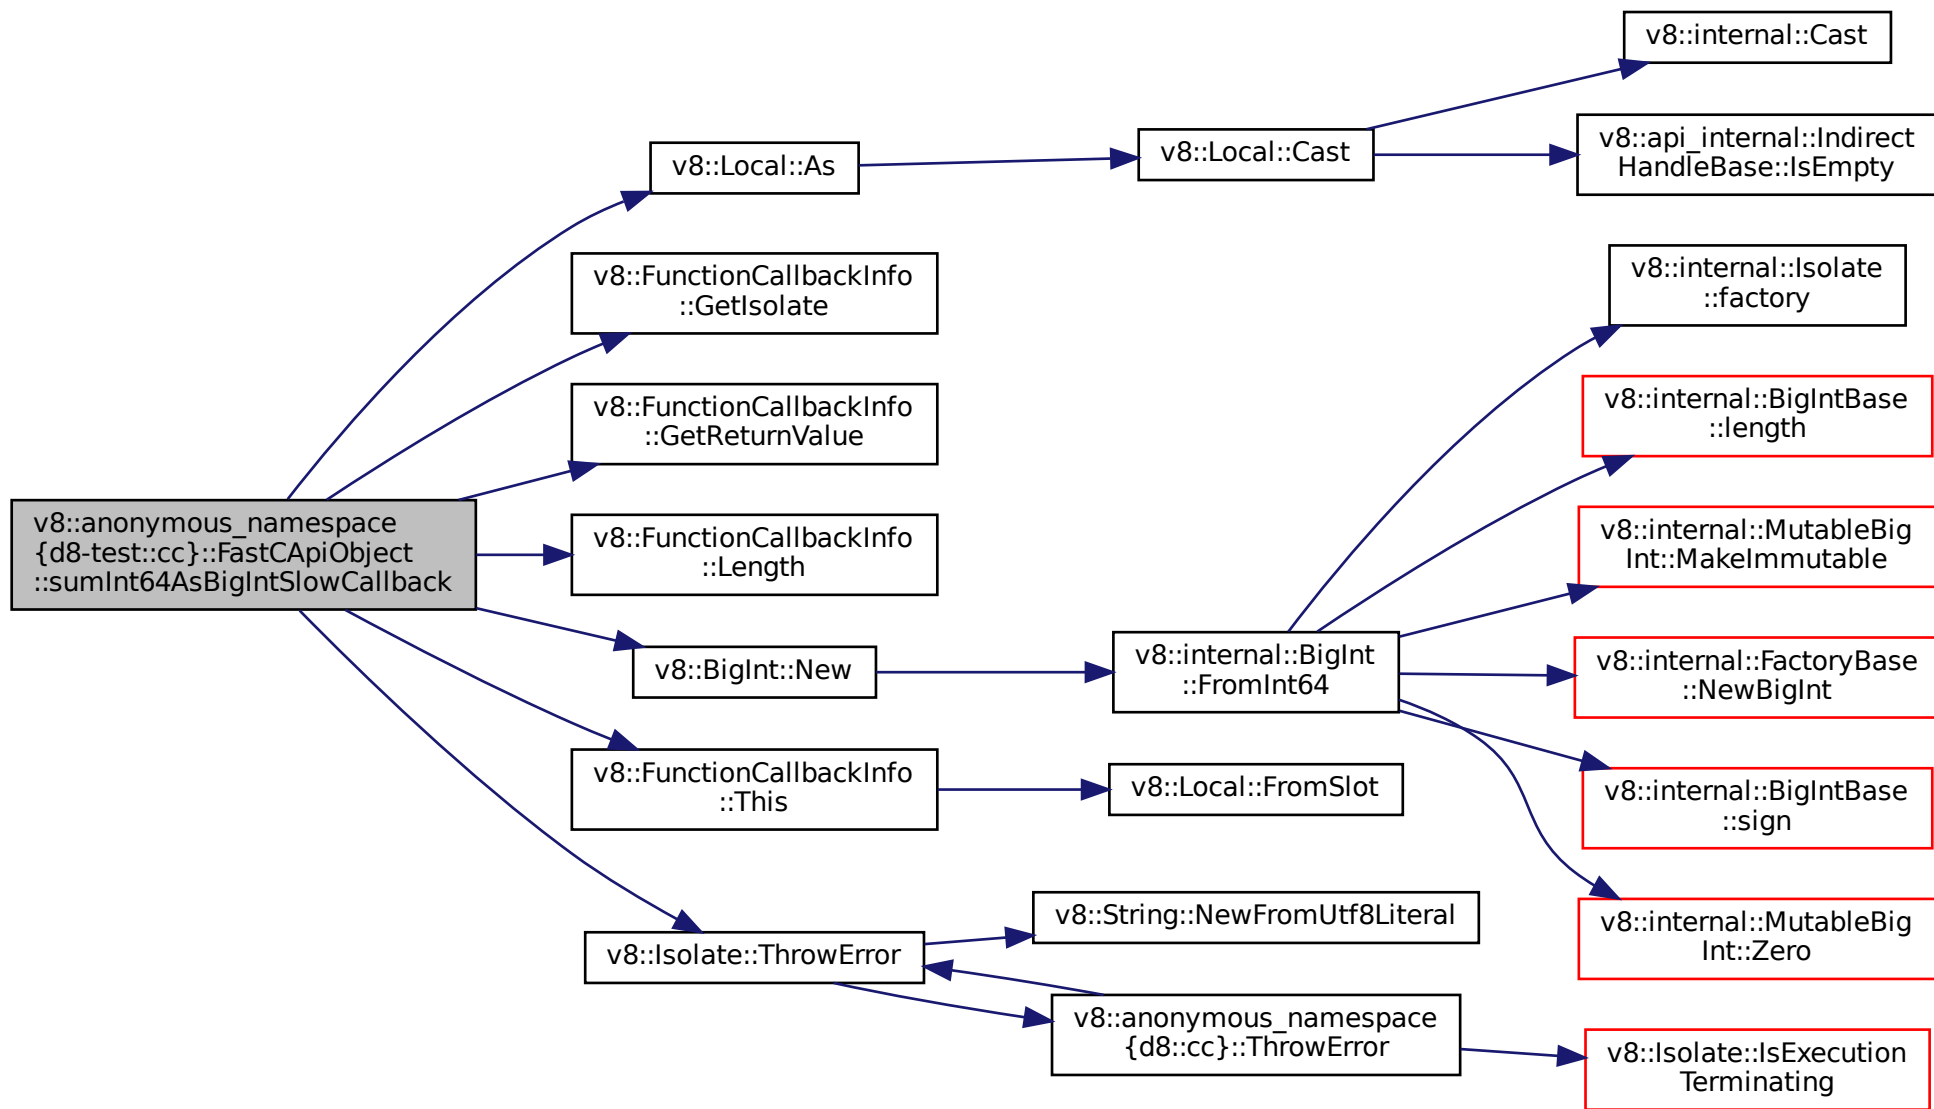 v8::anonymous_namespace
{d8-test::cc}::FastCApiObject
::sumInt64AsBigIntSlowCallback
v8::Local::As
v8::FunctionCallbackInfo
::GetIsolate
v8::FunctionCallbackInfo
::GetReturnValue
v8::FunctionCallbackInfo
::Length
v8::BigInt::New
v8::FunctionCallbackInfo
::This
v8::Isolate::ThrowError
v8::Local::Cast
v8::internal::BigInt
::FromInt64
v8::Local::FromSlot
v8::String::NewFromUtf8Literal
v8::anonymous_namespace
{d8::cc}::ThrowError
v8::internal::Cast
v8::api_internal::Indirect
HandleBase::IsEmpty
v8::internal::Isolate
::factory
v8::internal::BigIntBase
::length
v8::internal::MutableBig
Int::MakeImmutable
v8::internal::FactoryBase
::NewBigInt
v8::internal::BigIntBase
::sign
v8::internal::MutableBig
Int::Zero
v8::Isolate::IsExecution
Terminating